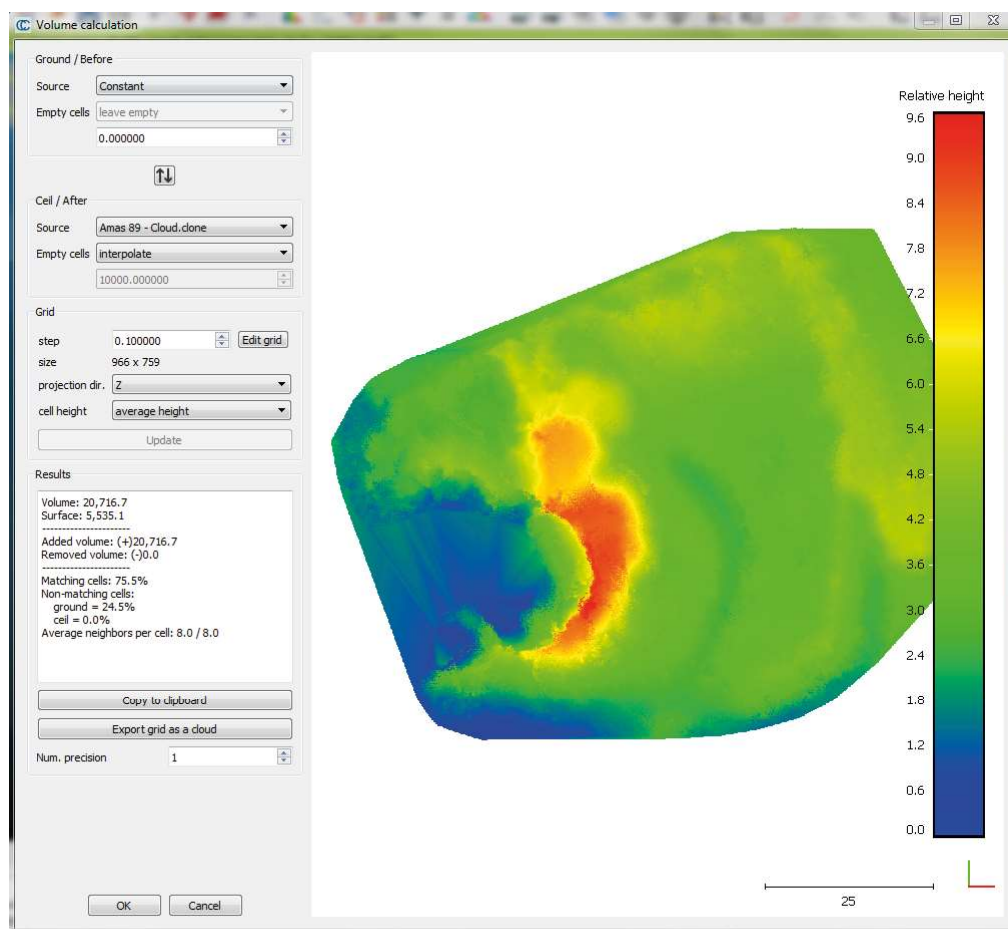 Volume calculation
Ground / Before
Source Constant
Empty cells leave empty
0.000000
Ceil / After
Source Amas 89 - Cloud.clone
Empty cells interpolate
10000.000000
Grid
step 0.100000 Edit grid
size 966 x 759
projection dir. Z
cell height average height
Update
Results
Volume: 20,716.7
Surface: 5,535.1
----------------------
Added volume: (+)20,716.7
Removed volume: (-)0.0
----------------------
Matching cells: 75.5%
Non-matching cells:
ground = 24.5%
ceil = 0.0%
Average neighbors per cell: 8.0 / 8.0
Copy to clipboard
Export grid as a cloud
Num. precision 1
OK Cancel
Relative height
9.6
9.0
8.4
7.8
7.2
6.6
6.0
5.4
4.8
4.2
3.6
3.0
2.4
1.8
1.2
0.6
0.0
25